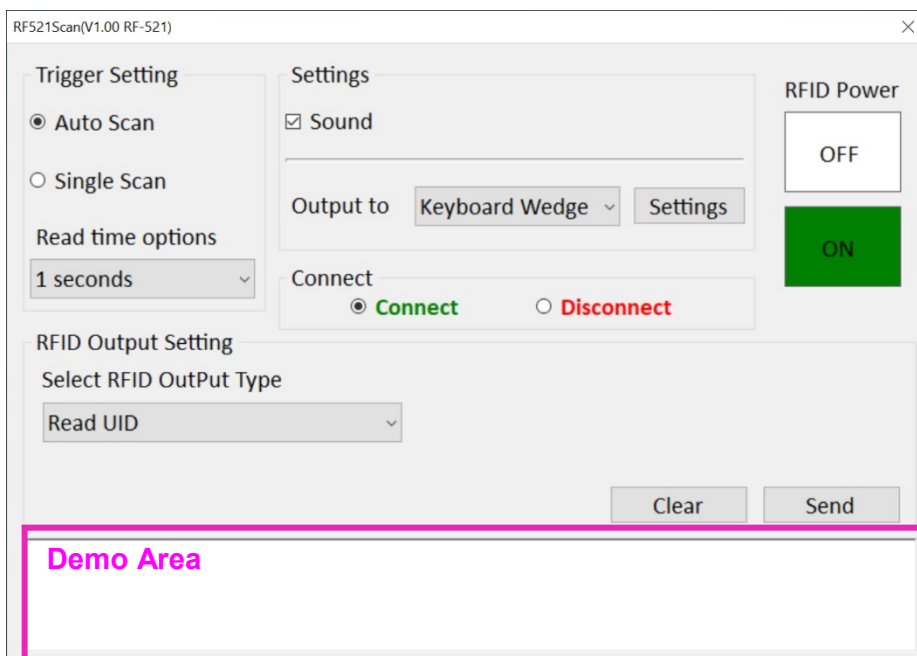 RF521Scan(V1.00 RF-521)
Trigger Setting
Auto Scan
Single Scan
Read time options
1 seconds
Settings
Sound
Output to Keyboard Wedge Settings
Connect
Connect Disconnect
RFID Power
OFF
ON
RFID Output Setting
Select RFID OutPut Type
Read UID
Clear Send
Demo Area